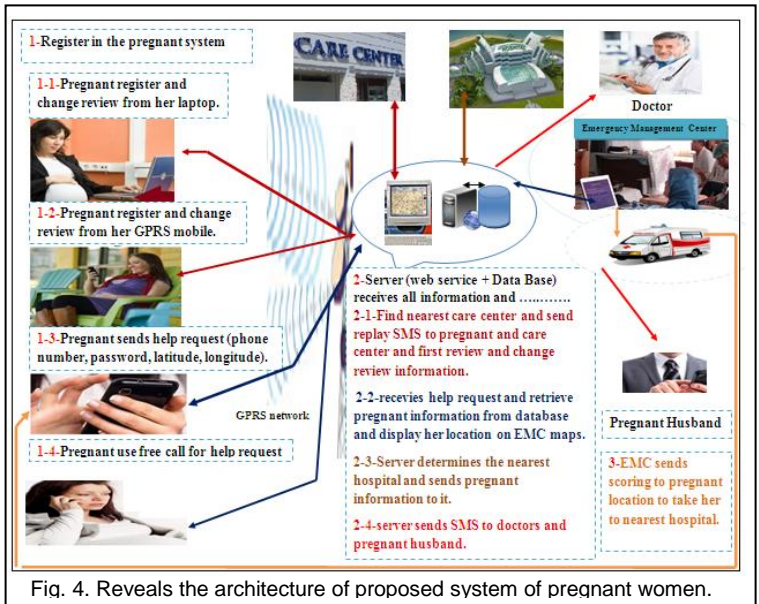 1-Register in the pregnant system
1-1-Pregnant register and
change review from her laptop.
1-2-Pregnant register and change
review from her GPRS mobile.
1-3-Pregnant sends help request (phone
number, password, latitude, longitude).
GPRS network
1-4-Pregnant use free call for help request
CARE CENTER
Doctor
Emergency Management Center
2-Server (web service + Data Base)
receives all information and …..…….
2-1-Find nearest care center and send
replay SMS to pregnant and care
center and first review and change
review information.
2-2-recevies help request and retrieve
pregnant information from database
and display her location on EMC maps.
2-3-Server determines the nearest
hospital and sends pregnant
information to it.
2-4-server sends SMS to doctors and
pregnant husband.
Pregnant Husband
3-EMC sends
scoring to pregnant
location to take her
to nearest hospital.
Fig. 4. Reveals the architecture of proposed system of pregnant women.